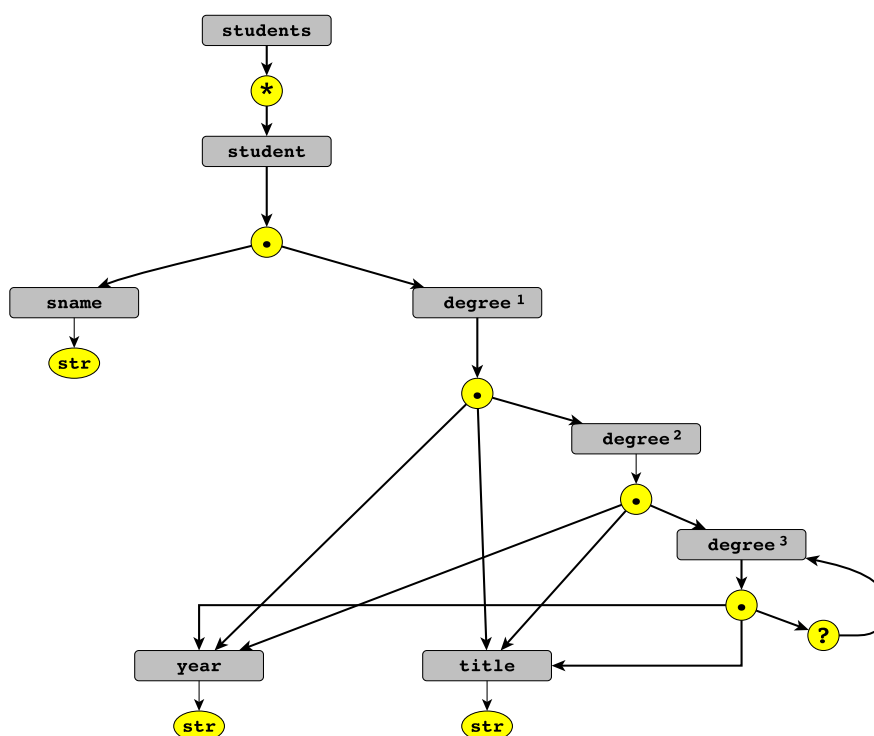 students
*
student
.
sname
degree 1
str
.
degree 2
.
degree 3
.
?
year
title
str
str